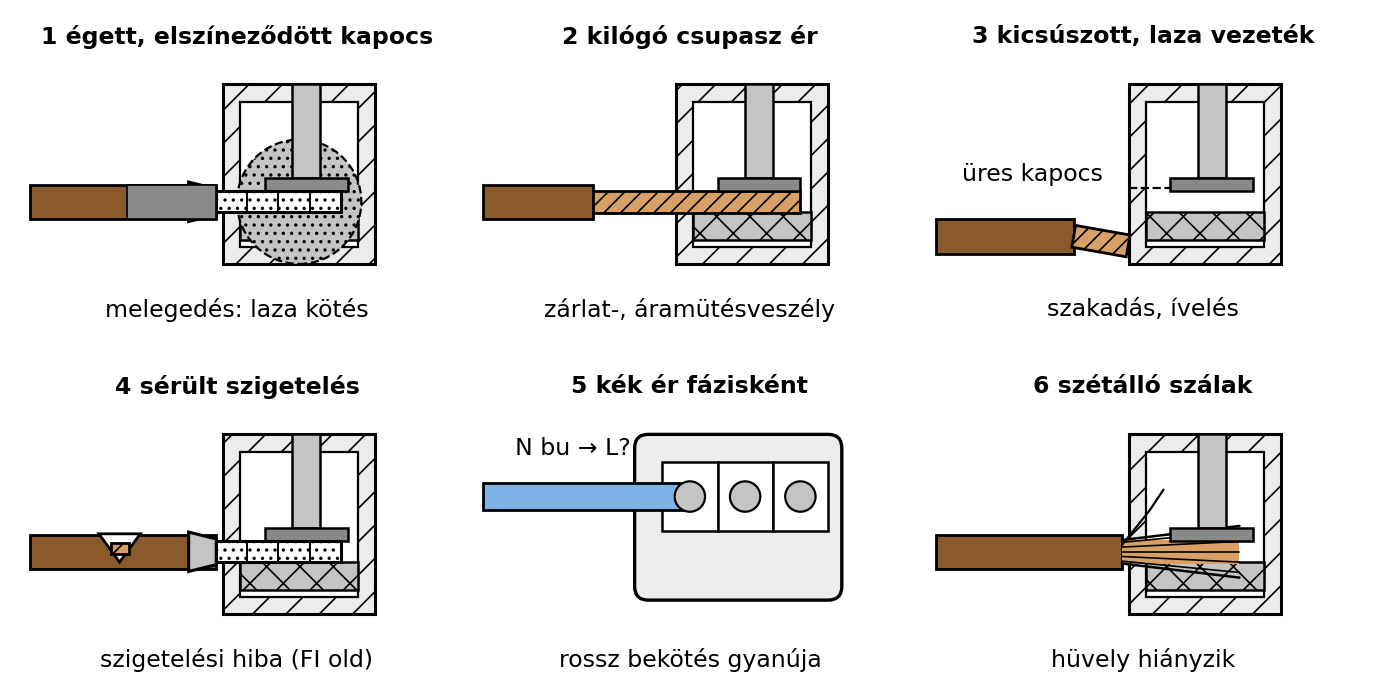 1 égett, elszíneződött kapocs
2 kilógó csupasz ér
3 kicsúszott, laza vezeték
üres kapocs
melegedés: laza kötés
zárlat-, áramütésveszély
szakadás, ívelés
4 sérült szigetelés
5 kék ér fázisként
6 szétálló szálak
N bu → L?
szigetelési hiba (FI old)
rossz bekötés gyanúja
hüvely hiányzik